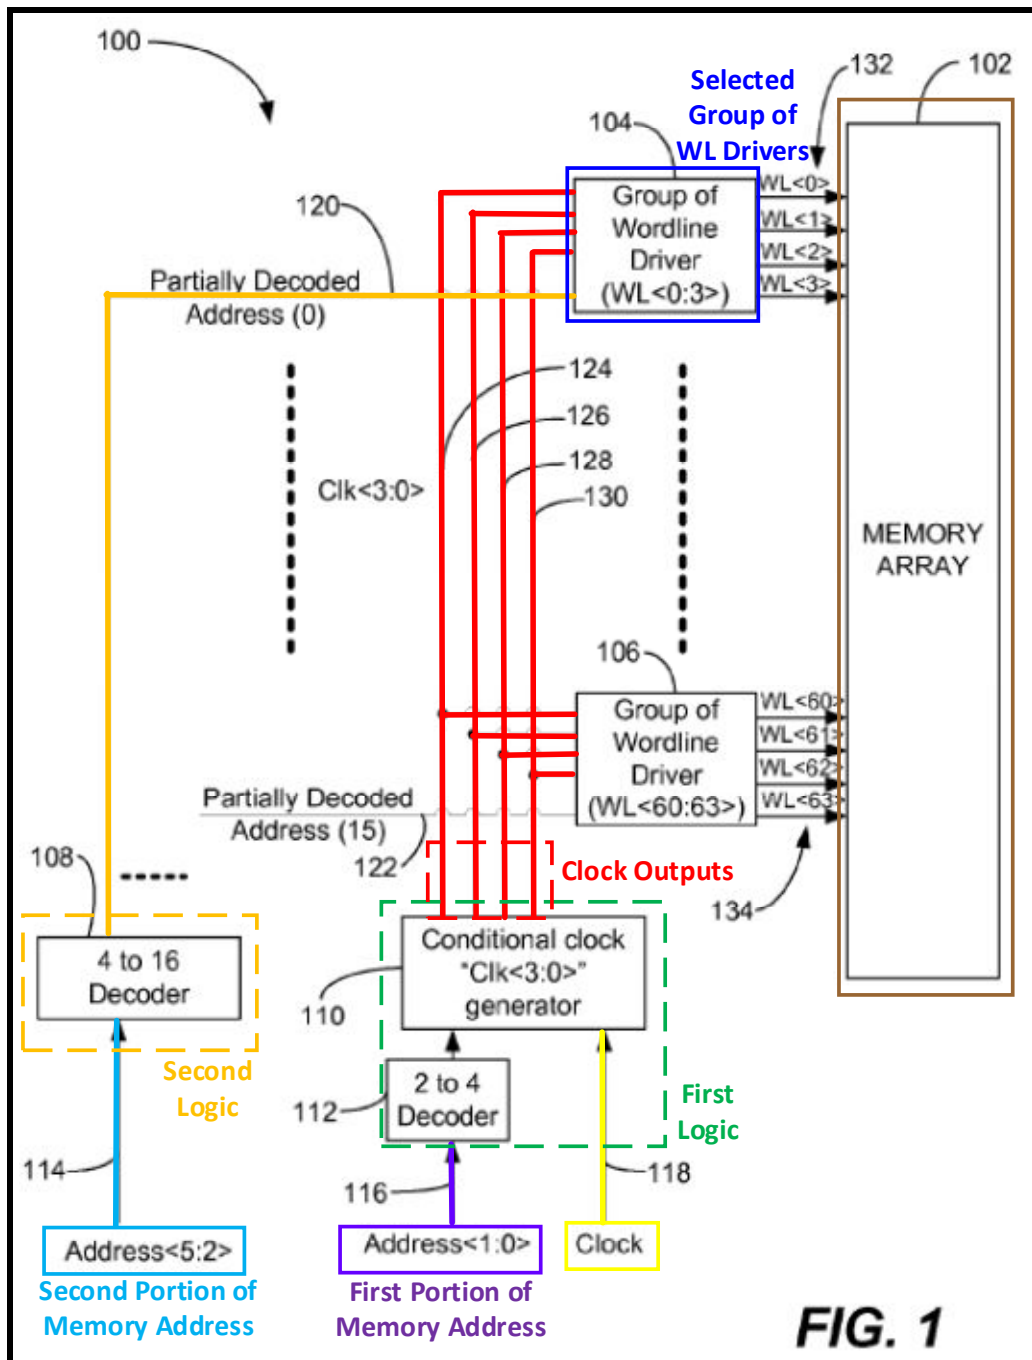 100
132
102
Selected
Group of
WL Drivers
104
WL<0>
Group of
Wordline
Driver
(WL<0:3>)
WL<1>
WL<2>
WL<3>
120
Partially Decoded
Address (0)
124
126
128
130
Clk<3:0>
MEMORY
ARRAY
106
WL<60>
Group of
Wordline
Driver
(WL<60:63>)
WL<61>
WL<62>
WL<63>
Partially Decoded
Address (15)
122
134
108
Clock Outputs
4 to 16
Decoder
Conditional clock
"Clk<3:0>"
generator
110
Second
Logic
2 to 4
Decoder
112
First
Logic
114
116
118
Address<5:2>
Address<1:0>
Clock
Second Portion of
Memory Address
First Portion of
Memory Address
FIG. 1